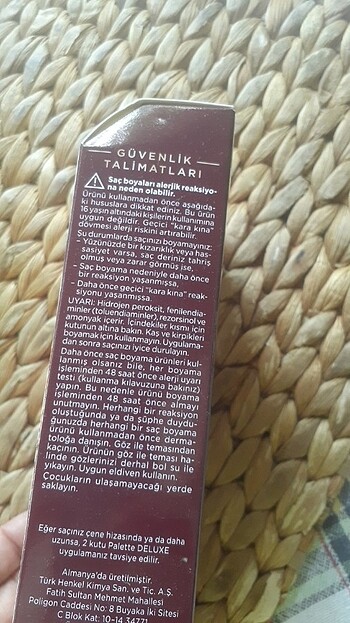 GÜVENLİK
TALİMATLARI
Saç boyaları alerjik reaksiyo-
na neden olabilir.
Ürünü kullanmadan önce aşağıda-
ki hususlara dikkat ediniz. Bu ürün
16 yaşın altındaki kişilerin kullanımına
uygun değildir. Geçici "kara kına"
dövmesi alerji riskini artırabilir.
Şu durumlarda saçınızı boyamayınız:
- Yüzünüzde bir kızarıklık veya has-
sasiyet varsa, saç deriniz tahriş
olmuş veya zarar görmüş ise,
- Saç boyama nedeniyle daha önce
bir reaksiyon yaşanmışsa,
- Daha önce geçici "kara kına" reak-
siyonu yaşanmışsa.
UYARI: Hidrojen peroksit, fenilendia-
minler (toluendiaminler), rezorsinol ve
amonyak içerir. İçindekiler kısmı için
kutunun altına bakın. Kaş ve kirpikleri
boyamak için kullanmayın. Uygulama-
dan sonra saçınızı iyice durulayın.
Daha önce saç boyama ürünleri kul-
lanmış olsanız bile, her boyama
işleminden 48 saat önce alerji uyarı
testi (kullanma kılavuzuna bakınız)
yapın. Bu nedenle ürünü boyama
işleminden 48 saat önce almayı
unutmayın. Herhangi bir reaksiyon
oluştuğunda ya da şüphe duydu-
ğunuzda herhangi bir saç boyama
ürünü kullanmadan önce derma-
toloğa danışın. Göz ile temasından
kaçının. Ürünün göz ile teması ha-
linde gözlerinizi derhal bol su ile
yıkayın. Uygun eldiven kullanın.
Çocukların ulaşamayacağı yerde
saklayın.
Eğer saçınız çene hizasında ya da daha
uzunsa, 2 kutu Palette DELUXE
uygulamanız tavsiye edilir.
Almanya'da üretilmiştir.
Türk Henkel Kimya San. ve Tic. A.Ş.
Fatih Sultan Mehmet Mahallesi
Poligon Caddesi No: 8 Buyaka İki Sitesi
C Blok Kat: 10-14 34771